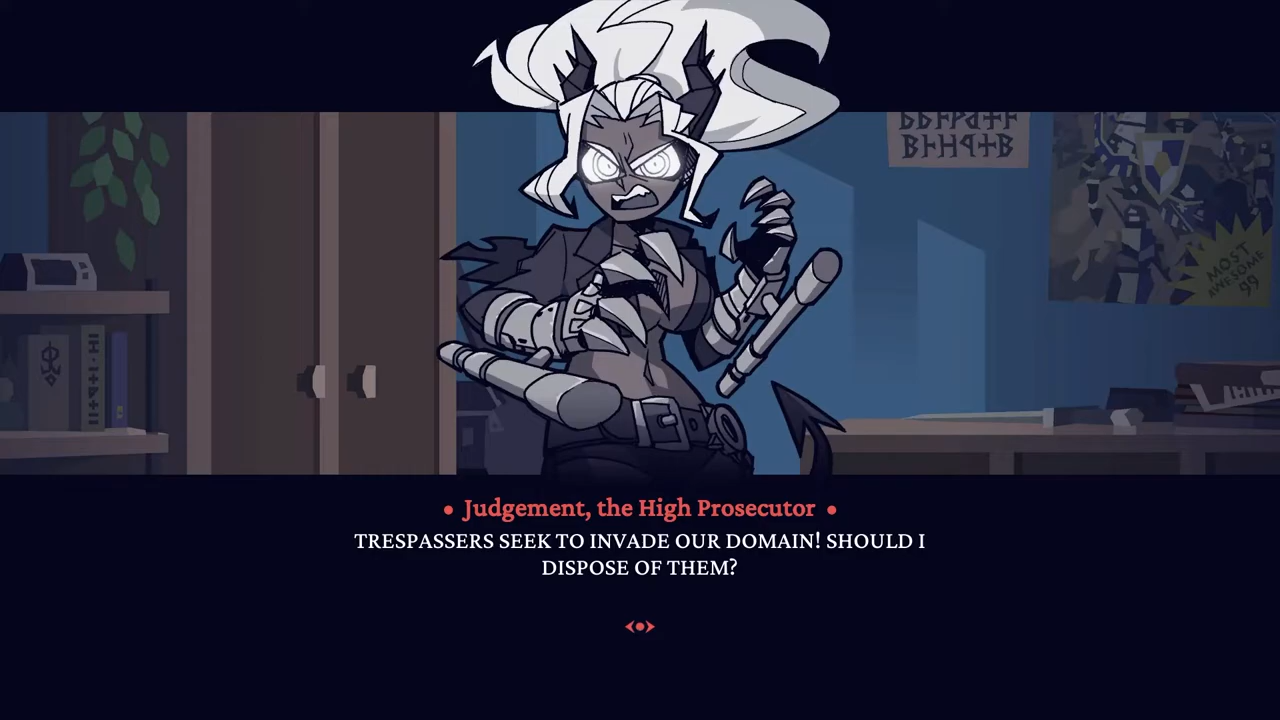 MOST
AWESOME
99
• Judgement, the High Prosecutor •
TRESPASSERS SEEK TO INVADE OUR DOMAIN! SHOULD I
DISPOSE OF THEM?